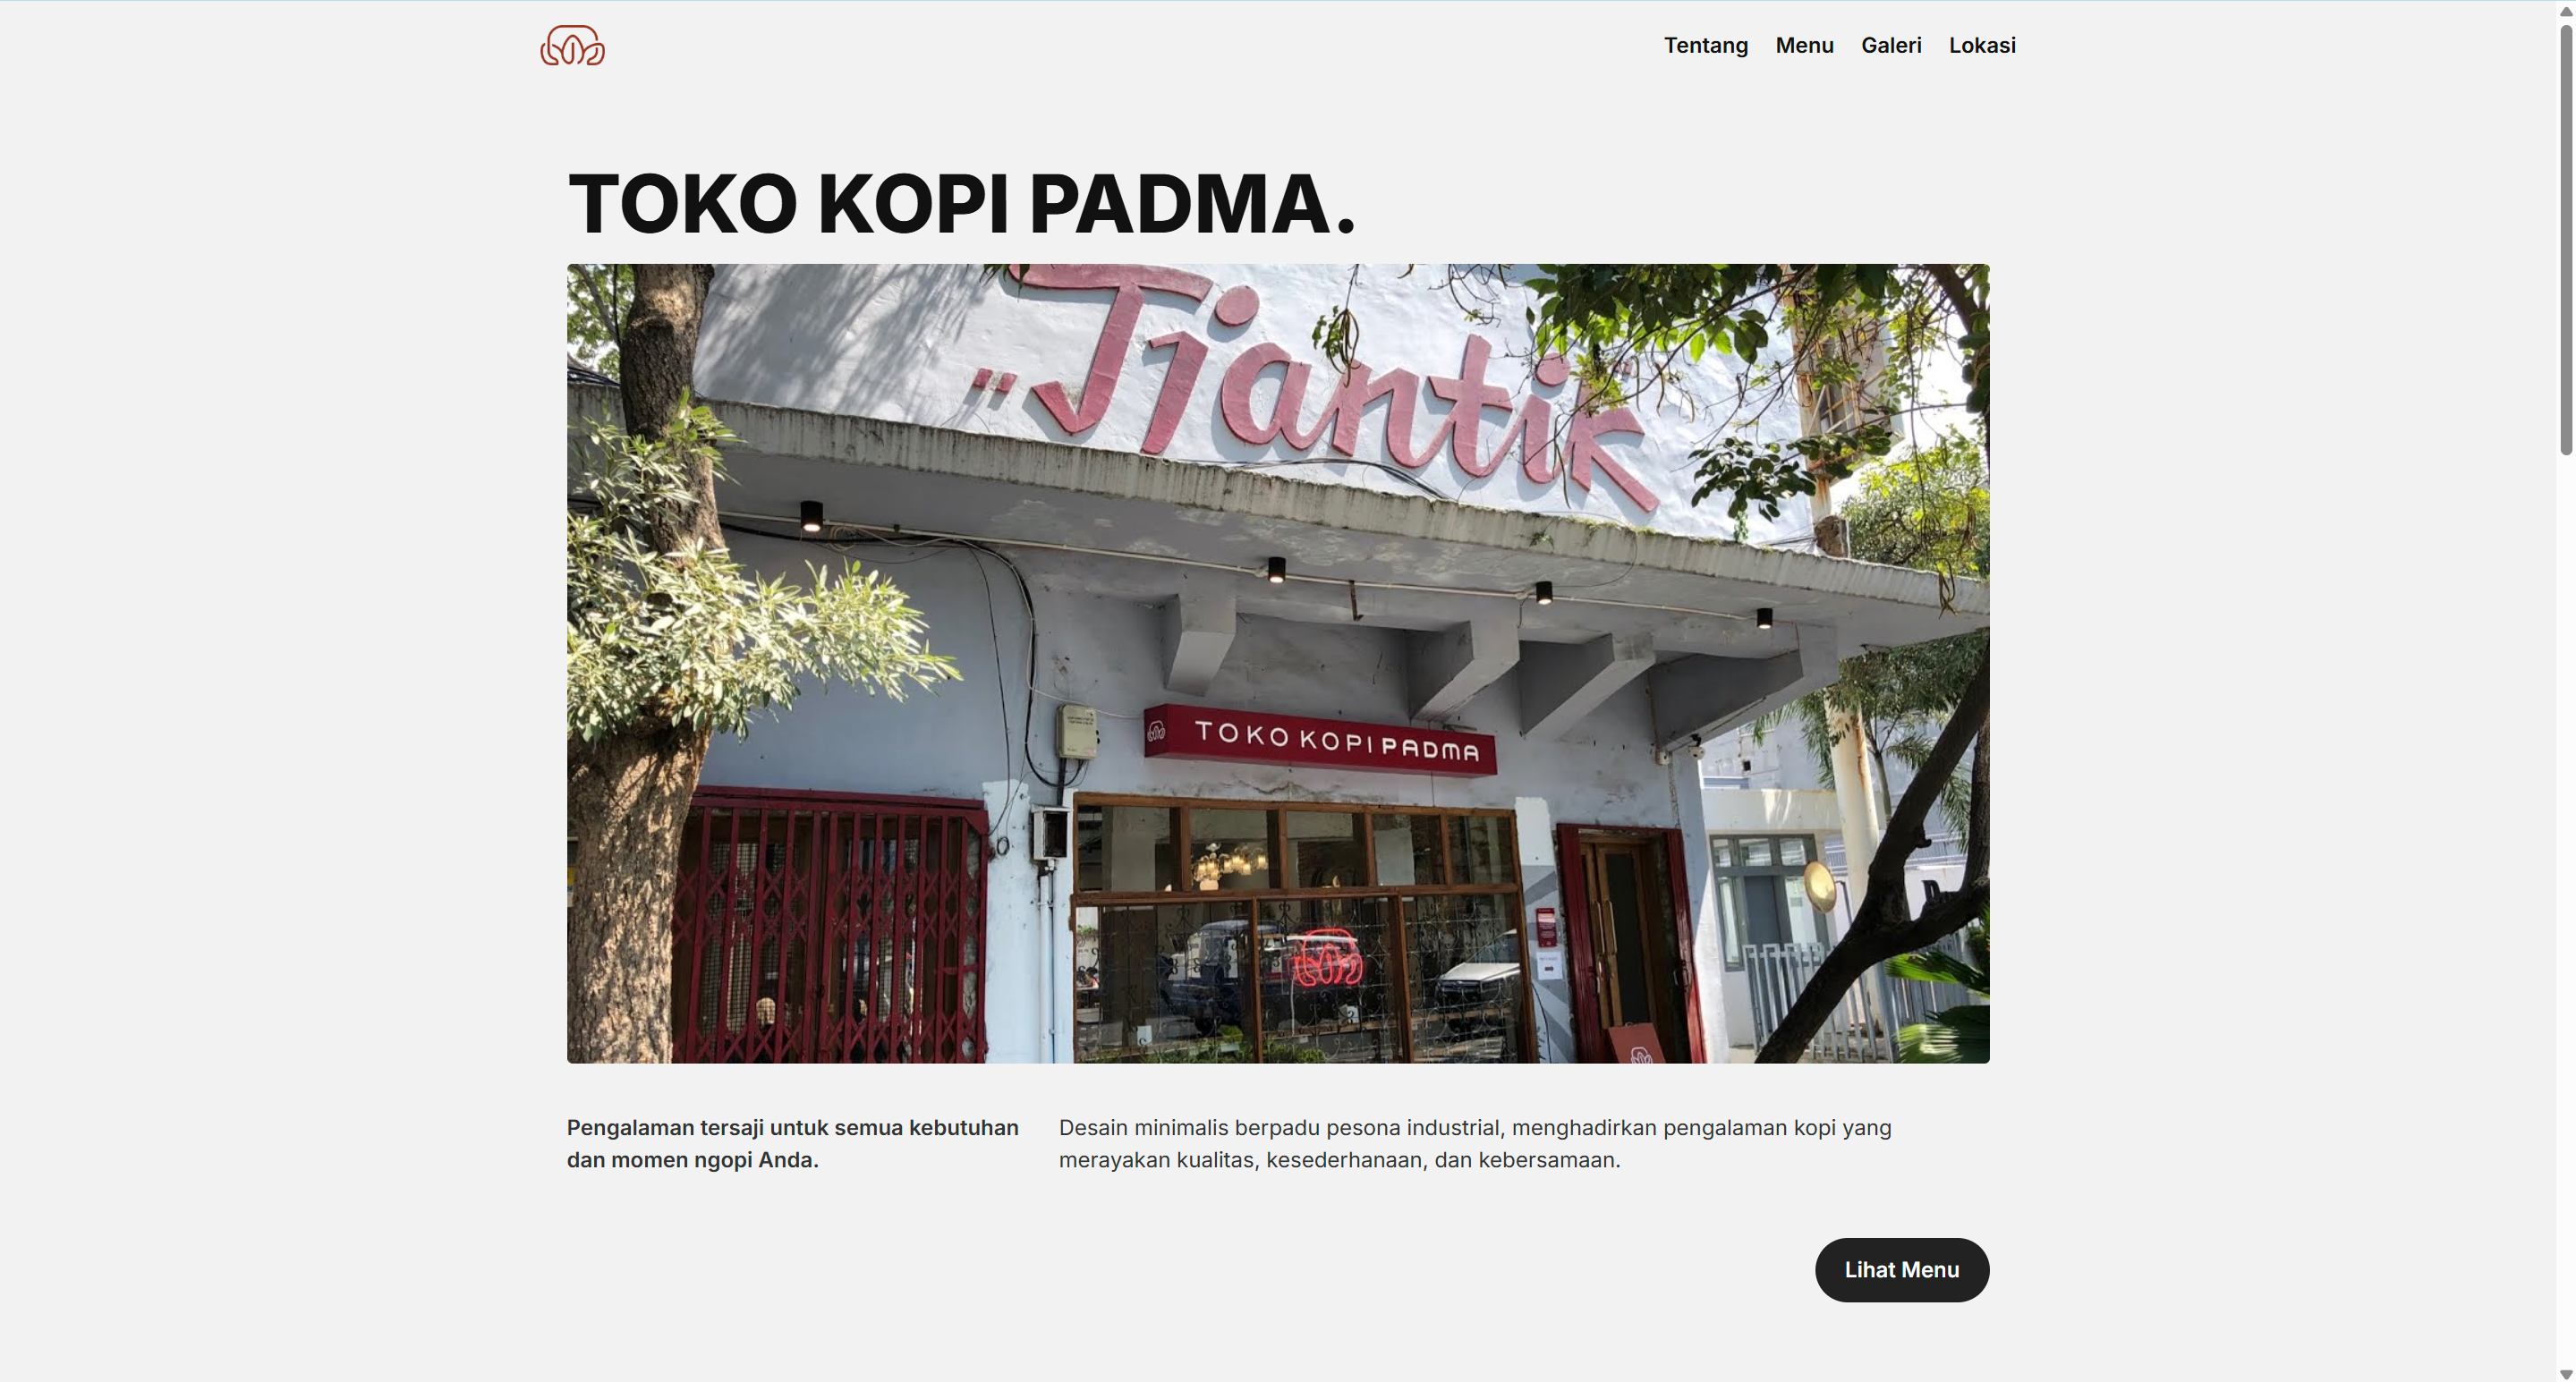 Tentang Menu Galeri Lokasi
TOKO KOPI PADMA.
"Tjantik"
TOKO KOPI PADMA
Pengalaman tersaji untuk semua kebutuhan
dan momen ngopi Anda.
Desain minimalis berpadu pesona industrial, menghadirkan pengalaman kopi yang
merayakan kualitas, kesederhanaan, dan kebersamaan.
Lihat Menu